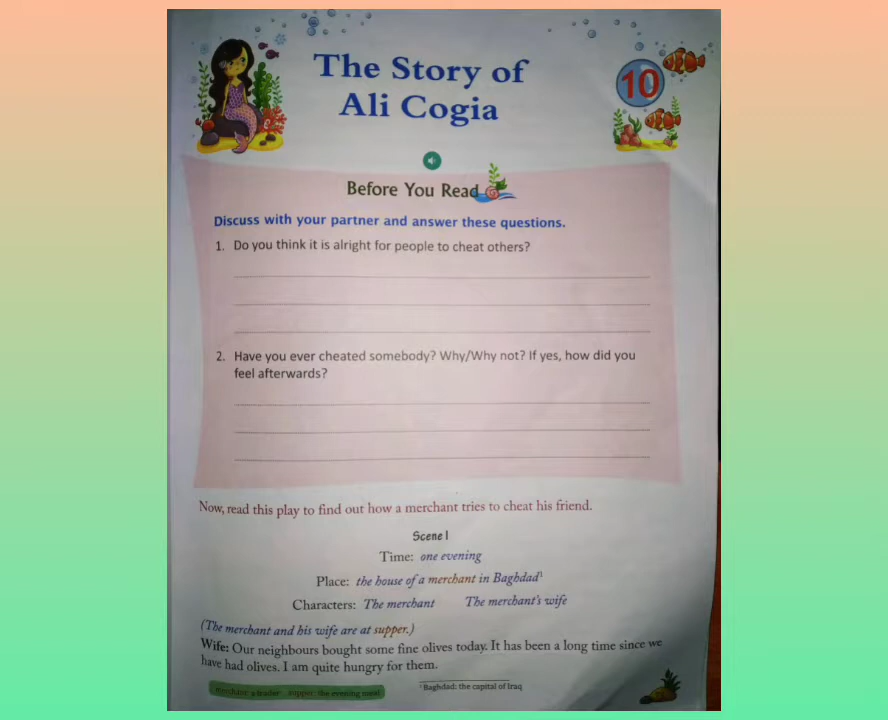 The Story of
Ali Cogia
10
Before You Read
Discuss with your partner and answer these questions.
1. Do you think it is alright for people to cheat others?
2. Have you ever cheated somebody? Why/Why not? If yes, how did you
feel afterwards?
Now, read this play to find out how a merchant tries to cheat his friend.
Scene I
Time: one evening
Place: the house of a merchant in Baghdad¹
Characters: The merchant The merchant's wife
(The merchant and his wife are at supper.)
Wife: Our neighbours bought some fine olives today. It has been a long time since we
have had olives. I am quite hungry for them.
merchant: a trader supper: the evening meal
¹Baghdad: the capital of Iraq